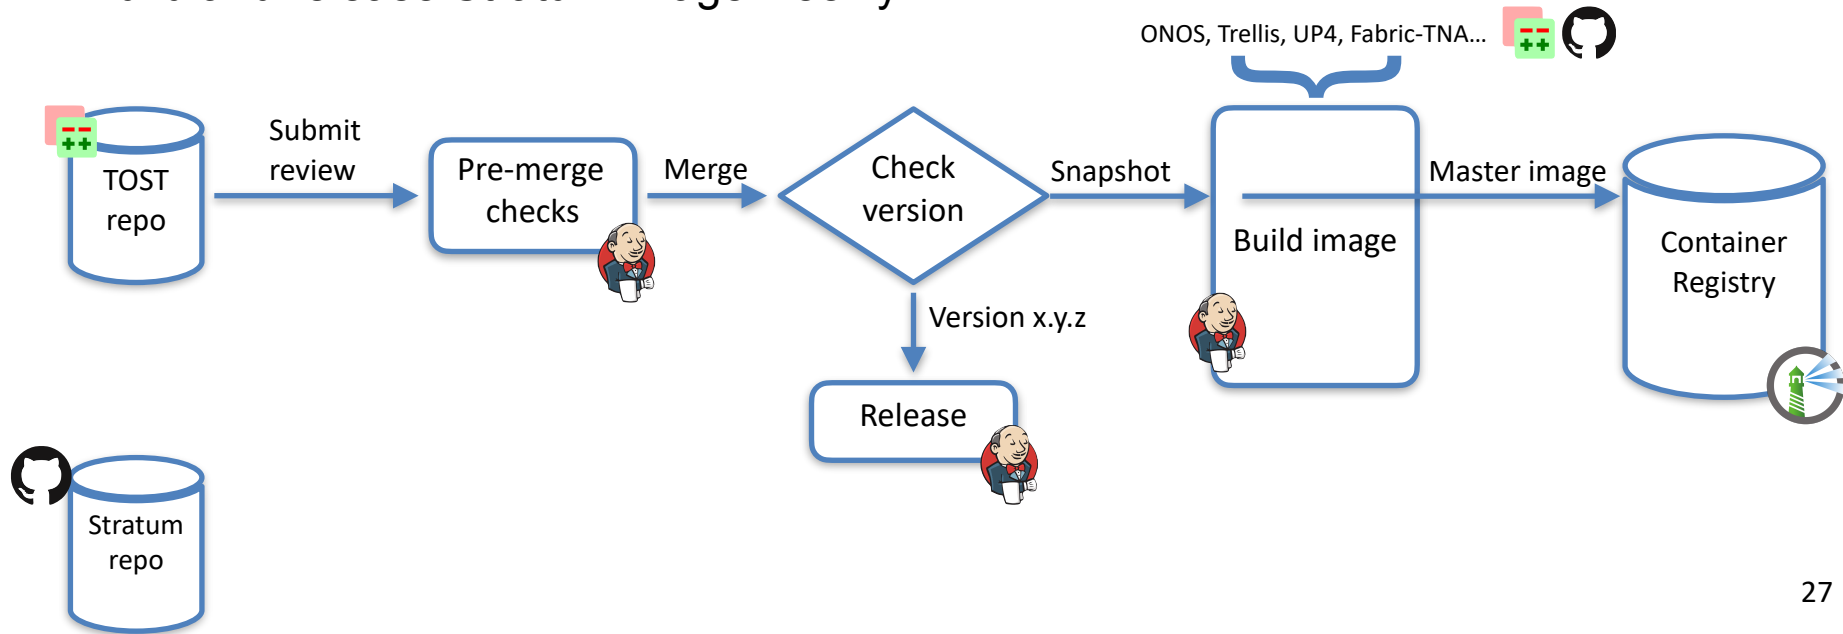 ONOS, Trellis, UP4, Fabric-TNA...
TOST
repo
Submit
review
Pre-merge
checks
Merge
Check
version
Snapshot
Build image
Master image
Container
Registry
Version x.y.z
Release
Stratum
repo
27